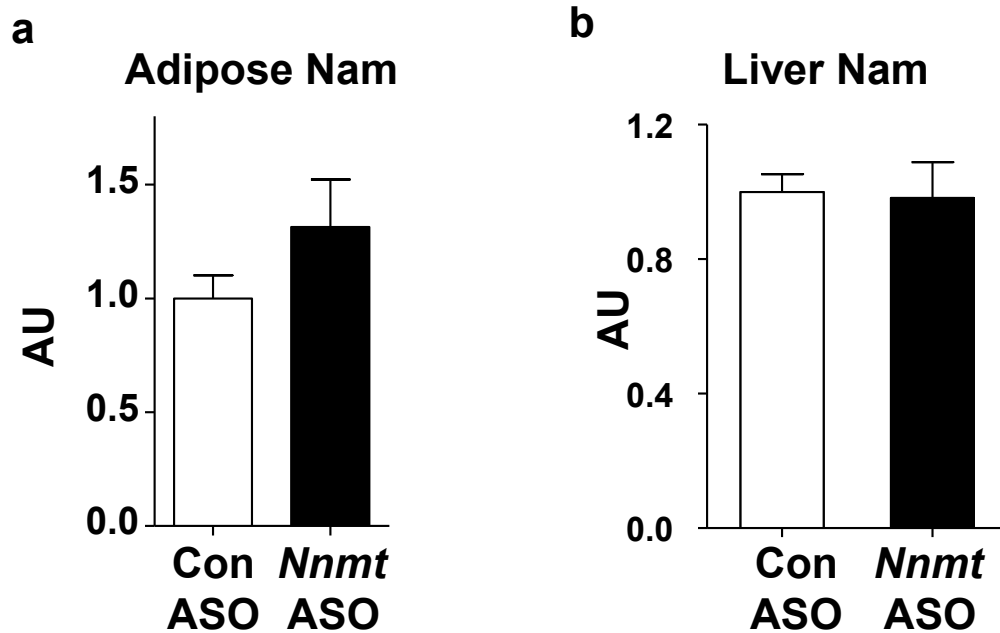 a
Adipose Nam
AU
1.5
1.0
0.5
0.0
Con Nnmt
ASO ASO
b
Liver Nam
AU
1.2
0.8
0.4
0.0
Con Nnmt
ASO ASO